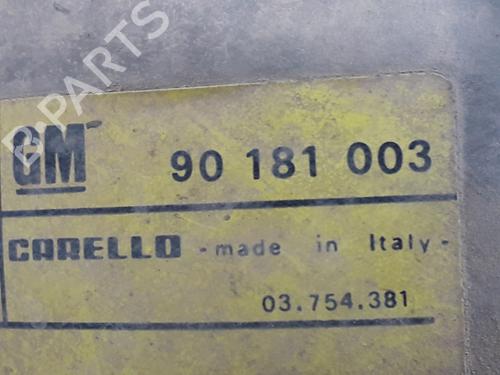 B-PARTS
GM 90 181 003
CARELLO - made in Italy -
03.754.381